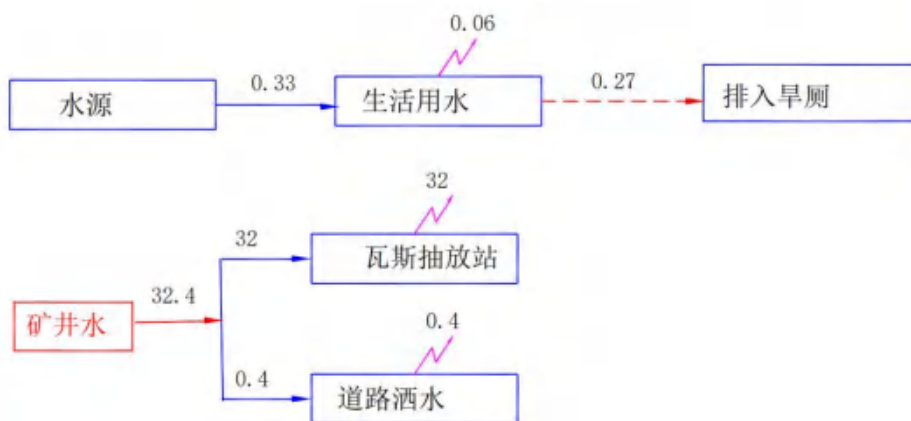 0.06
水源
0.33
生活用水
0.27
排入旱厕
32
32
瓦斯抽放站
矿井水
32.4
0.4
0.4
道路洒水